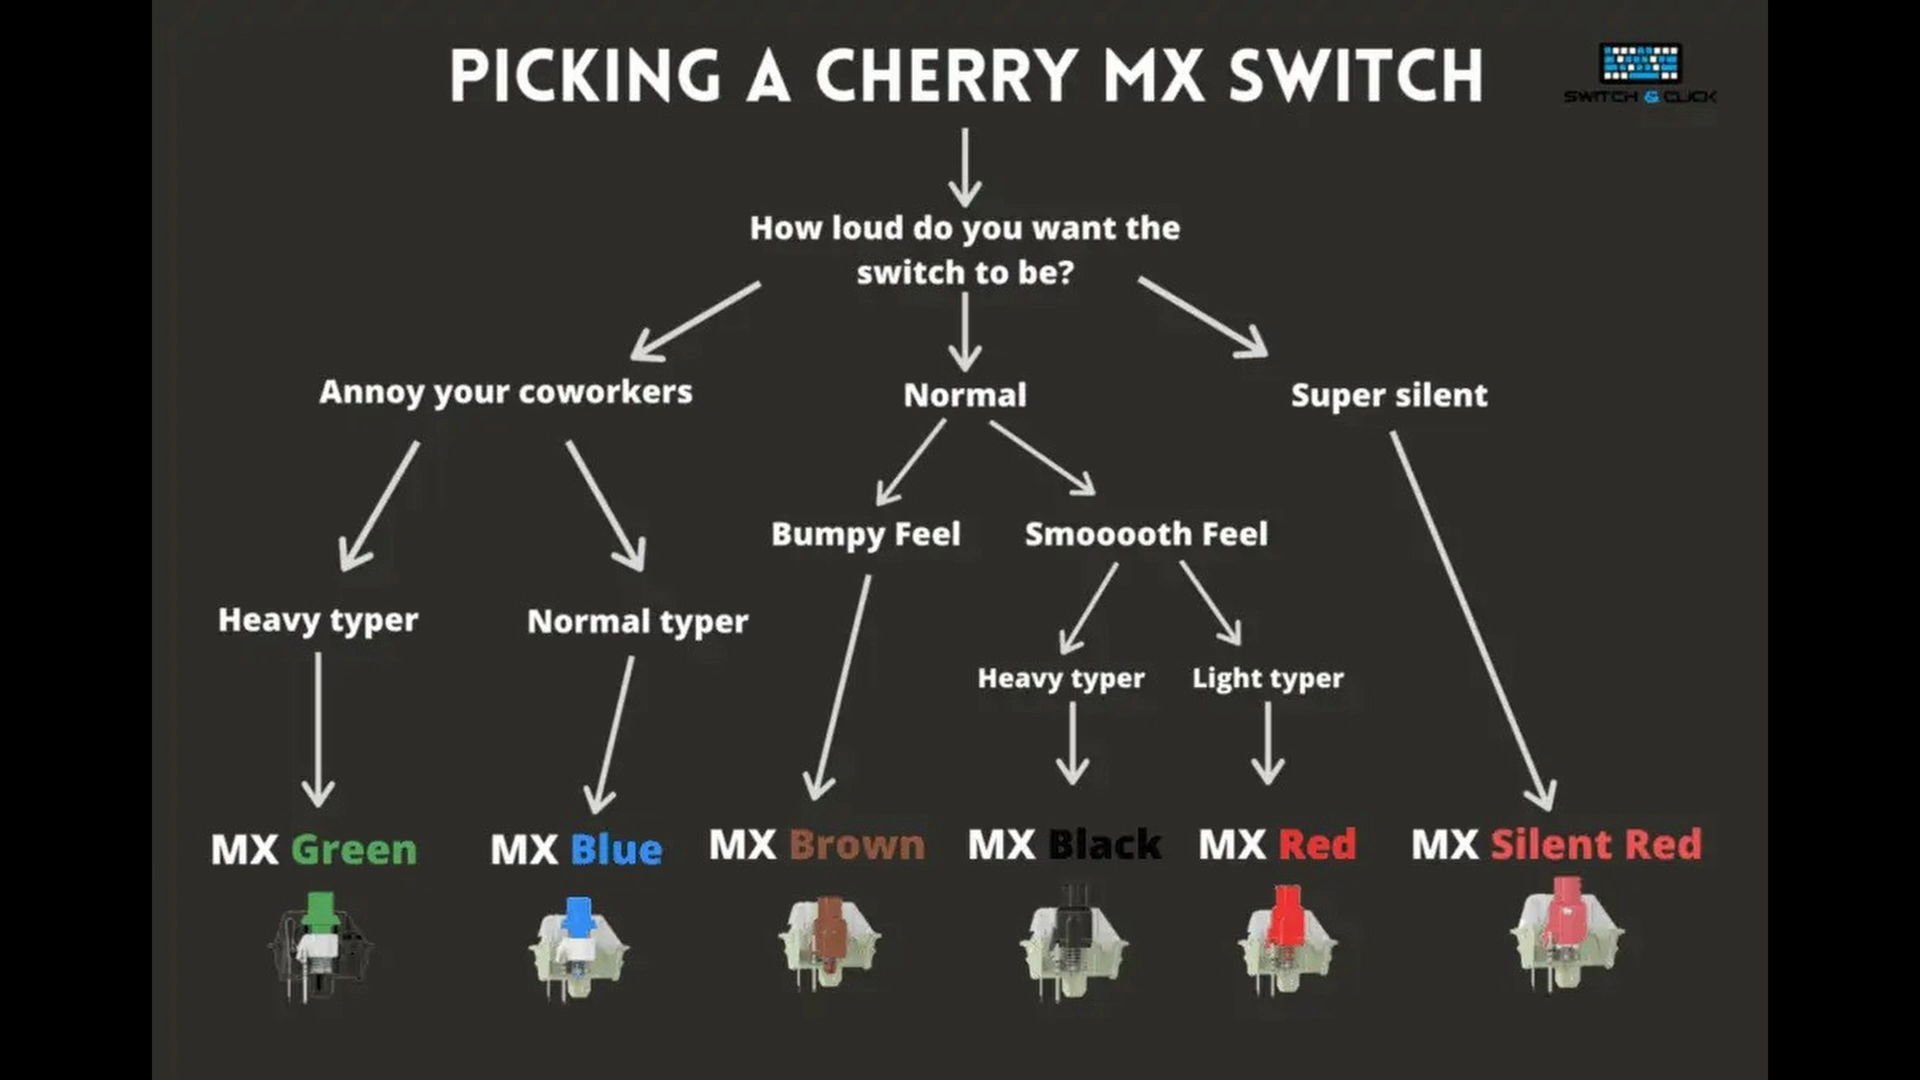 PICKING A CHERRY MX SWITCH
SWITCH & CLICK
How loud do you want the
switch to be?
Annoy your coworkers
Normal
Super silent
Bumpy Feel
Smooooth Feel
Heavy typer
Normal typer
Heavy typer
Light typer
MX Green
MX Blue
MX Brown
MX Black
MX Red
MX Silent Red